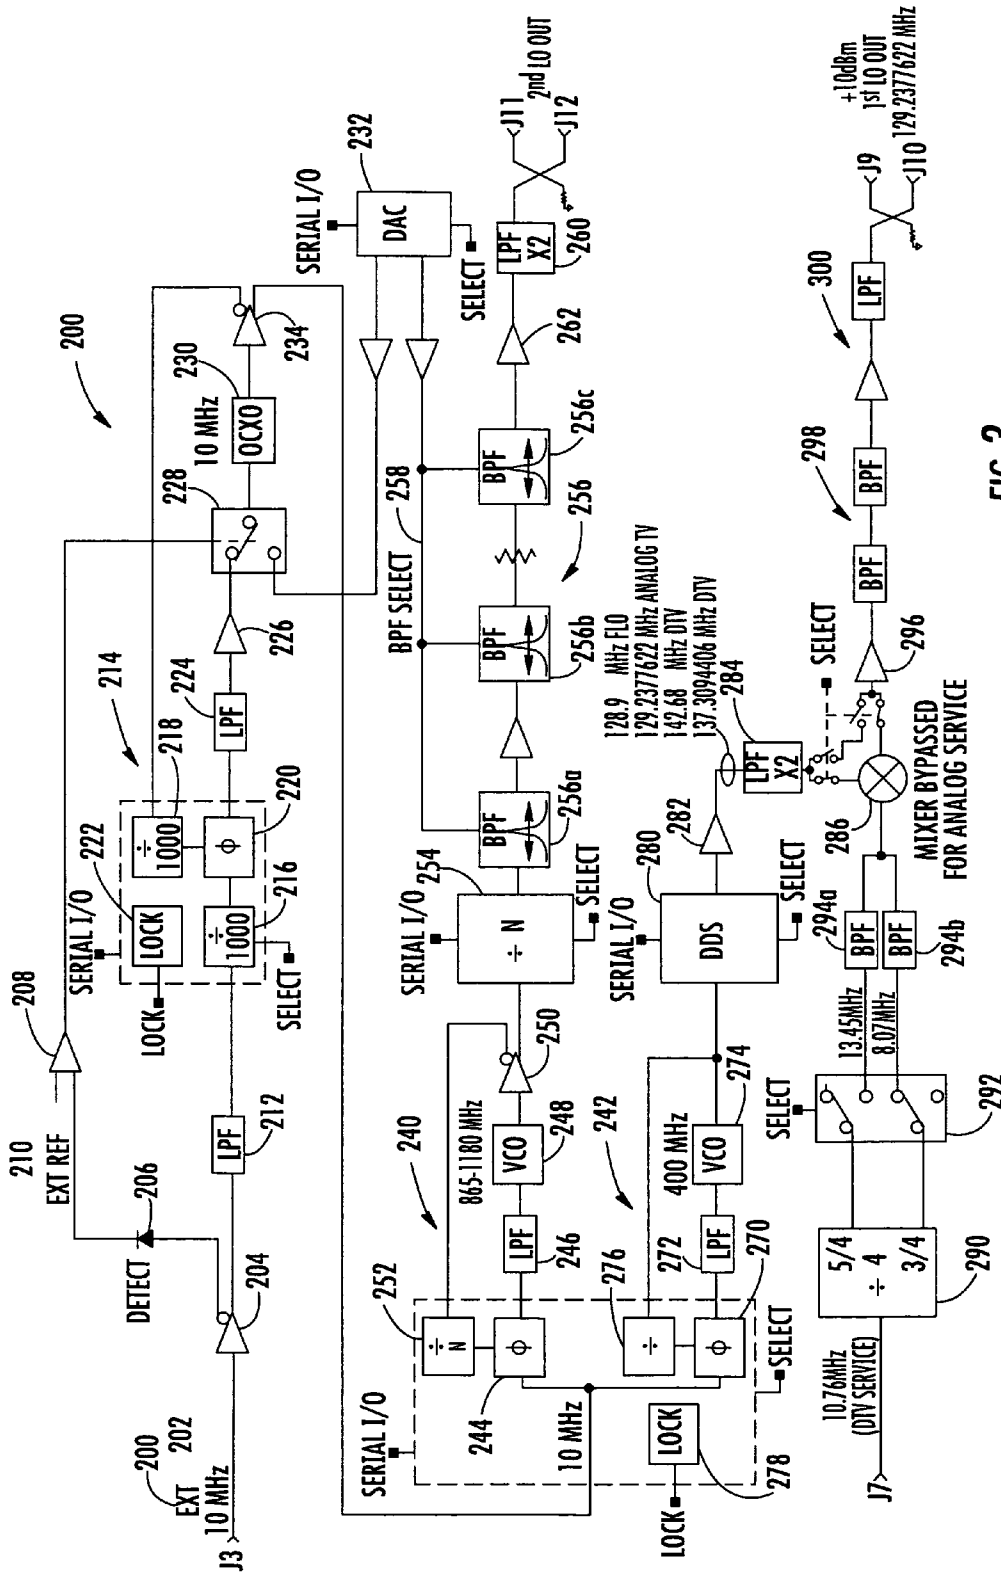 200
EXT
10 MHz
202
J3
204
DETECT
206
210
EXT REF
208
LPF
212
SERIAL I/O
222
LOCK
LOCK
÷
1000
216
SELECT
214
÷
1000
218
ϕ
220
224
LPF
226
228
10 MHz
230
OCXO
234
200
SERIAL I/O
232
DAC
SELECT
SERIAL I/O
252
÷
N
ϕ
244
10 MHz
240
LPF
246
865-1180 MHz
VCO
248
250
SERIAL I/O
254
÷ N
SELECT
BPF SELECT
258
BPF
256a
BPF
256b
256
BPF
256c
262
LPF
X2
260
J11
2nd LO OUT
J12
LOCK
LOCK
278
276
÷
ϕ
270
SELECT
242
272
LPF
400 MHz
VCO
274
SERIAL I/O
280
DDS
SELECT
282
128.9 MHz FLO
129.2377622 MHz ANALOG TV
142.68 MHz DTV
137.3094406 MHz DTV
284
LPF
X2
SELECT
286
MIXER BYPASSED
FOR ANALOG SERVICE
J7
10.76MHz
(DTV SERVICE)
5/4
÷ 4
3/4
290
SELECT
292
13.45MHz
8.07MHz
294a
BPF
BPF
294b
296
BPF
298
BPF
300
LPF
J9
J10
+10dBm
1st LO OUT
129.2377622 MHz